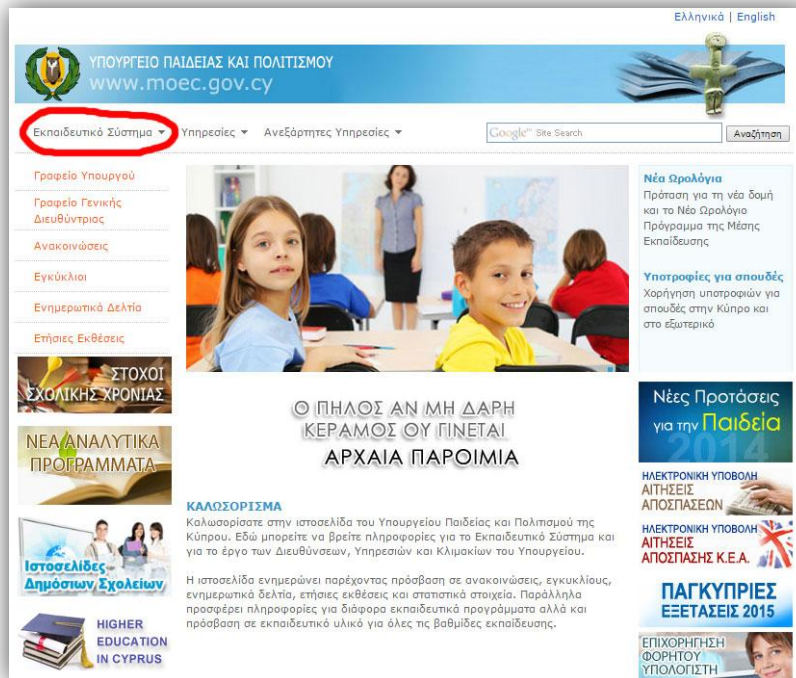 Ελληνικά | English
ΥΠΟΥΡΓΕΙΟ ΠΑΙΔΕΙΑΣ ΚΑΙ ΠΟΛΙΤΙΣΜΟΥ
www.moec.gov.cy
Εκπαιδευτικό Σύστημα Υπηρεσίες Ανεξάρτητες Υπηρεσίες
Google™ Site Search
Αναζήτηση
Γραφείο Υπουργού
Γραφείο Γενικής
Διευθύντριας
Ανακοινώσεις
Εγκύκλιοι
Ενημερωτικά Δελτία
Ετήσιες Εκθέσεις
ΣΤΟΧΟΙ
ΣΧΟΛΙΚΗΣ ΧΡΟΝΙΑΣ
ΝΕΑ ΑΝΑΛΥΤΙΚΑ
ΠΡΟΓΡΑΜΜΑΤΑ
Ιστοσελίδες
Δημόσιων Σχολείων
HIGHER
EDUCATION
IN CYPRUS
Ο ΠΗΛΟΣ ΑΝ ΜΗ ΔΑΡΗ
ΚΕΡΑΜΟΣ ΟΥ ΓΙΝΕΤΑΙ
ΑΡΧΑΙΑ ΠΑΡΟΙΜΙΑ
ΚΑΛΩΣΟΡΙΣΜΑ
Καλωσορίσατε στην ιστοσελίδα του Υπουργείου Παιδείας και Πολιτισμού της
Κύπρου. Εδώ μπορείτε να βρείτε πληροφορίες για το Εκπαιδευτικό Σύστημα και
για το έργο των Διευθύνσεων, Υπηρεσιών και Κλιμακίων του Υπουργείου.
Η ιστοσελίδα ενημερώνει παρέχοντας πρόσβαση σε ανακοινώσεις, εγκυκλίους,
ενημερωτικά δελτία, ετήσιες εκθέσεις και στατιστικά στοιχεία. Παράλληλα
προσφέρει πληροφορίες για διάφορα εκπαιδευτικά προγράμματα αλλά και
πρόσβαση σε εκπαιδευτικό υλικό για όλες τις βαθμίδες εκπαίδευσης.
Νέα Ωρολόγια
Πρόταση για τη νέα δομή
και το Νέο Ωρολόγιο
Πρόγραμμα της Μέσης
Εκπαίδευσης
Υποτροφίες για σπουδές
Χορήγηση υποτροφιών για
σπουδές στην Κύπρο και
στο εξωτερικό
Νέες Προτάσεις
για την Παιδεία
2014
ΗΛΕΚΤΡΟΝΙΚΗ ΥΠΟΒΟΛΗ
ΑΙΤΗΣΕΙΣ
ΑΠΟΣΠΑΣΕΩΝ
ΗΛΕΚΤΡΟΝΙΚΗ ΥΠΟΒΟΛΗ
ΑΙΤΗΣΕΙΣ
ΑΠΟΣΠΑΣΗΣ Κ.Ε.Α.
ΠΑΓΚΥΠΡΙΕΣ
ΕΞΕΤΑΣΕΙΣ 2015
ΕΠΙΧΟΡΗΓΗΣΗ
ΦΟΡΗΤΟΥ
ΥΠΟΛΟΓΙΣΤΗ